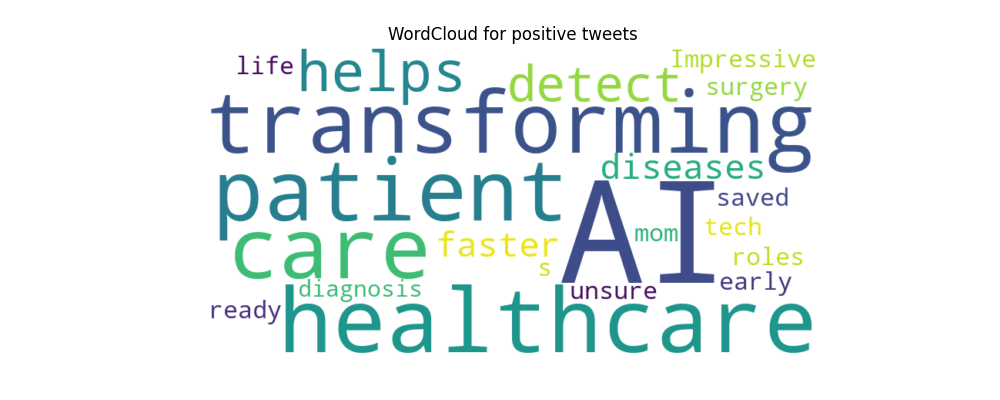 WordCloud for positive tweets
life helps detect Impressive
surgery
transforming
patient diseases
AI saved
care faster mom tech
s roles
diagnosis unsure early
ready healthcare